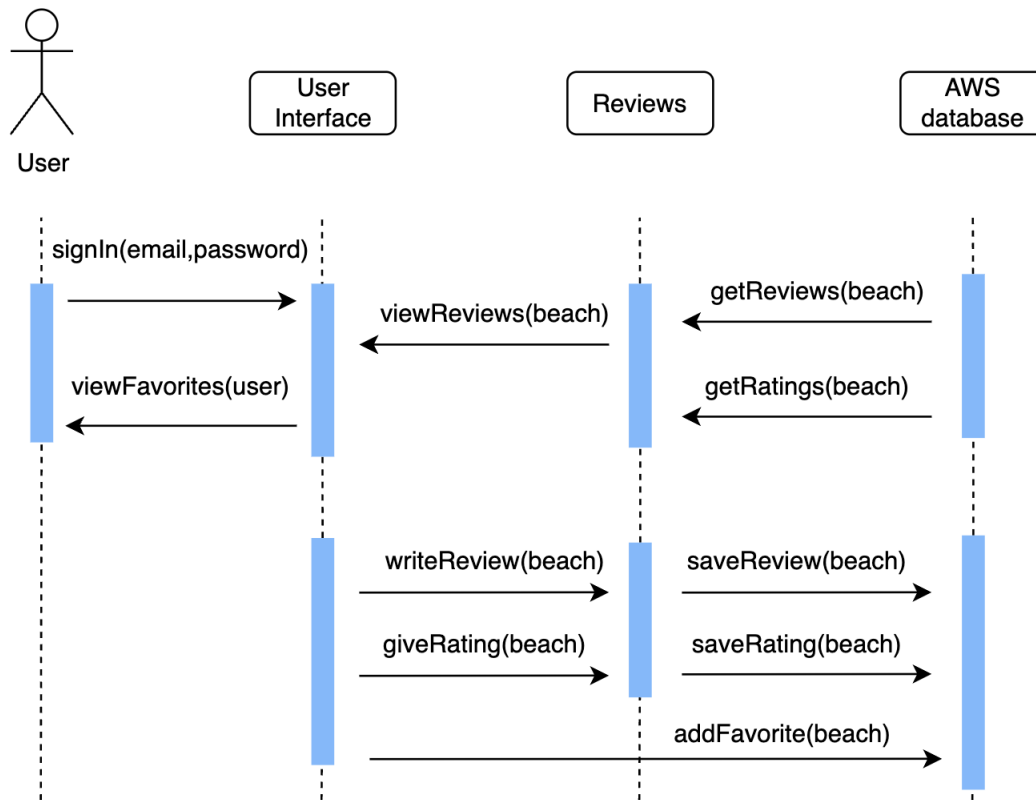 User
Interface
Reviews
AWS
database
User
signIn(email,password)
getReviews(beach)
viewReviews(beach)
viewFavorites(user)
getRatings(beach)
writeReview(beach)
saveReview(beach)
giveRating(beach)
saveRating(beach)
addFavorite(beach)